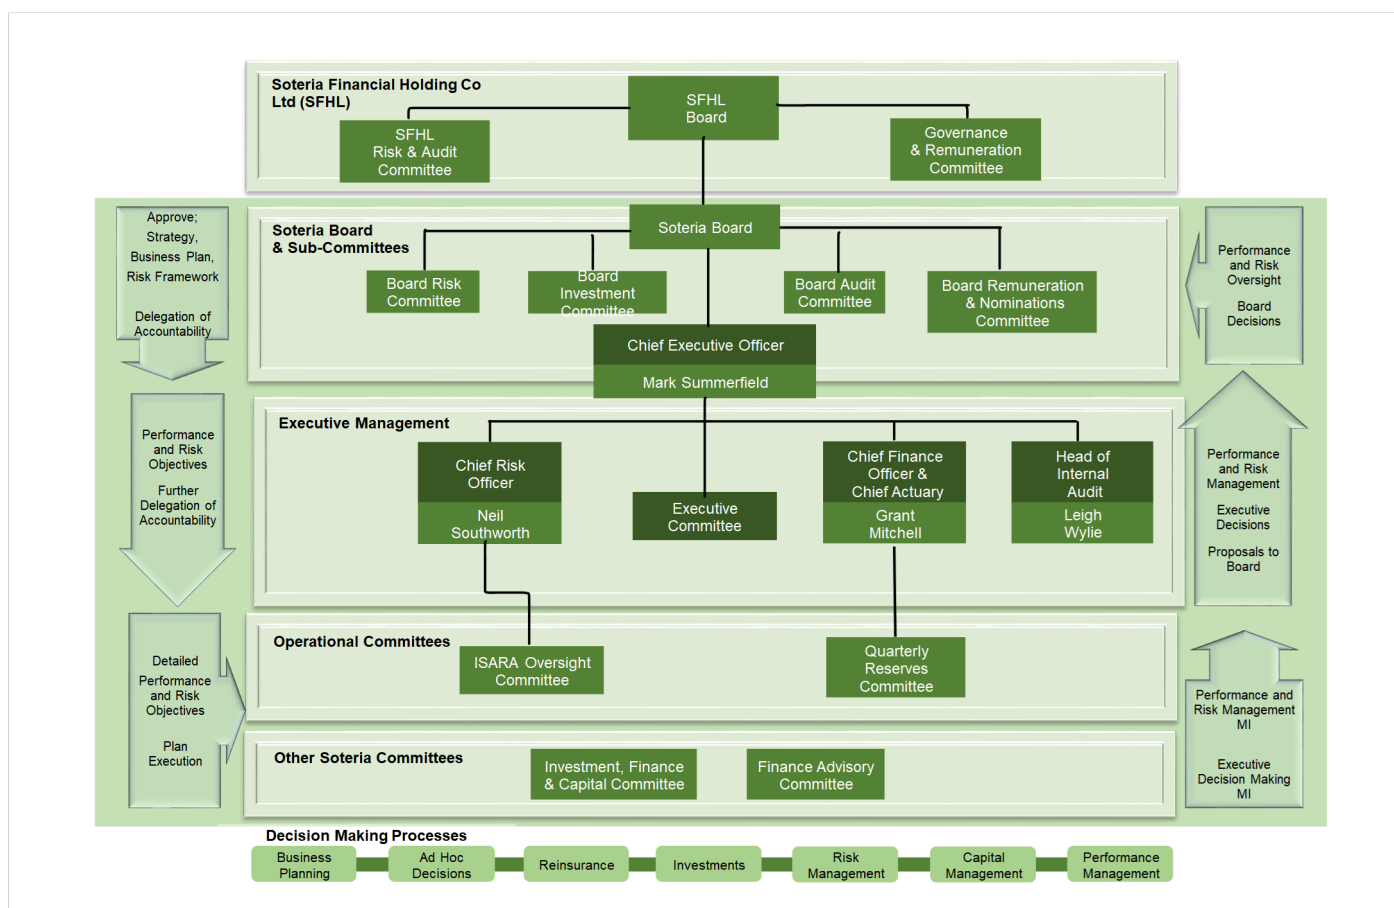 Soteria Financial Holding Co
Ltd (SFHL)
SFHL
Board
SFHL
Risk & Audit
Committee
Governance
& Remuneration
Committee
Approve;
Strategy,
Business Plan,
Risk Framework
Delegation of
Accountability
Soteria Board
& Sub-Committees
Soteria Board
Board Risk
Committee
Board
Investment
Committee
Board Audit
Committee
Board Remuneration
& Nominations
Committee
Chief Executive Officer
Mark Summerfield
Performance
and Risk
Oversight
Board
Decisions
Performance
and Risk
Objectives
Further
Delegation of
Accountability
Executive Management
Chief Risk
Officer
Neil
Southworth
Executive
Committee
Chief Finance
Officer &
Chief Actuary
Grant
Mitchell
Head of
Internal
Audit
Leigh
Wylie
Performance
and Risk
Management
Executive
Decisions
Proposals to
Board
Detailed
Performance
and Risk
Objectives
Plan
Execution
Operational Committees
ISARA Oversight
Committee
Quarterly
Reserves
Committee
Performance and
Risk Management
MI
Executive
Decision Making
MI
Other Soteria Committees
Investment, Finance
& Capital Committee
Finance Advisory
Committee
Decision Making Processes
Business
Planning
Ad Hoc
Decisions
Reinsurance
Investments
Risk
Management
Capital
Management
Performance
Management